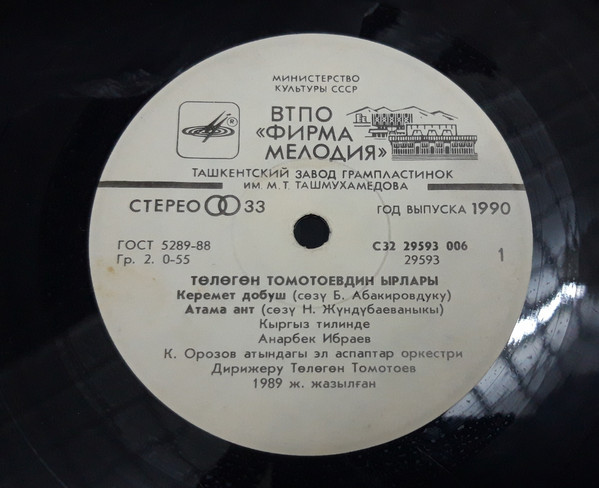 МИНИСТЕРСТВО
КУЛЬТУРЫ СССР
ВТПО
«ФИРМА
МЕЛОДИЯ»
ТАШКЕНТСКИЙ ЗАВОД ГРАМПЛАСТИНОК
ИМ. М. Т. ТАШМУХАМЕДОВА
СТЕРЕО 33
ГОД ВЫПУСКА 1990
ГОСТ 5289-88
Гр. 2. 0-55
С32 29593 006
29593
1
ТӨЛӨГӨН ТОМОТОЕВДИН ЫРЛАРЫ
Керемет добуш (сөзү Б. Абакировдуку)
Атама ант (сөзү Н. Жүндүбаеваныкы)
Кыргыз тилинде
Анарбек Ибраев
К. Орозов атындагы эл аспаптар оркестри
Дирижеру Төлөгөн Томотоев
1989 ж. жазылган